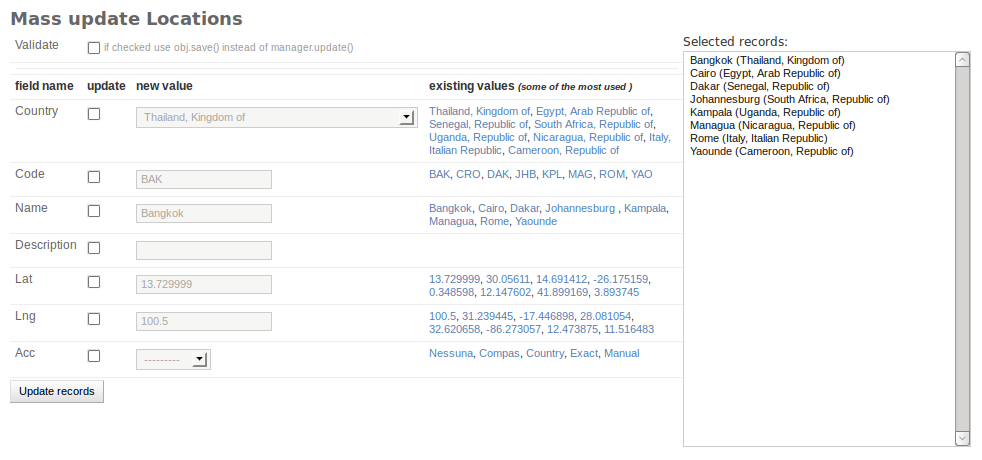 Mass update Locations
Validate
if checked use obj.save() instead of manager.update()
field name update new value existing values (some of the most used )
Country
Thailand, Kingdom of
Thailand, Kingdom of, Egypt, Arab Republic of,
Senegal, Republic of, South Africa, Republic of,
Uganda, Republic of, Nicaragua, Republic of, Italy,
Italian Republic, Cameroon, Republic of
Code
BAK
BAK, CRO, DAK, JHB, KPL, MAG, ROM, YAO
Name
Bangkok
Bangkok, Cairo, Dakar, Johannesburg , Kampala,
Managua, Rome, Yaounde
Description
Lat
13.729999
13.729999, 30.05611, 14.691412, -26.175159,
0.348598, 12.147602, 41.899169, 3.893745
Lng
100.5
100.5, 31.239445, -17.446898, 28.081054,
32.620658, -86.273057, 12.473875, 11.516483
Acc
---------
Nessuna, Compas, Country, Exact, Manual
Update records
Selected records:
Bangkok (Thailand, Kingdom of)
Cairo (Egypt, Arab Republic of)
Dakar (Senegal, Republic of)
Johannesburg (South Africa, Republic of)
Kampala (Uganda, Republic of)
Managua (Nicaragua, Republic of)
Rome (Italy, Italian Republic)
Yaounde (Cameroon, Republic of)